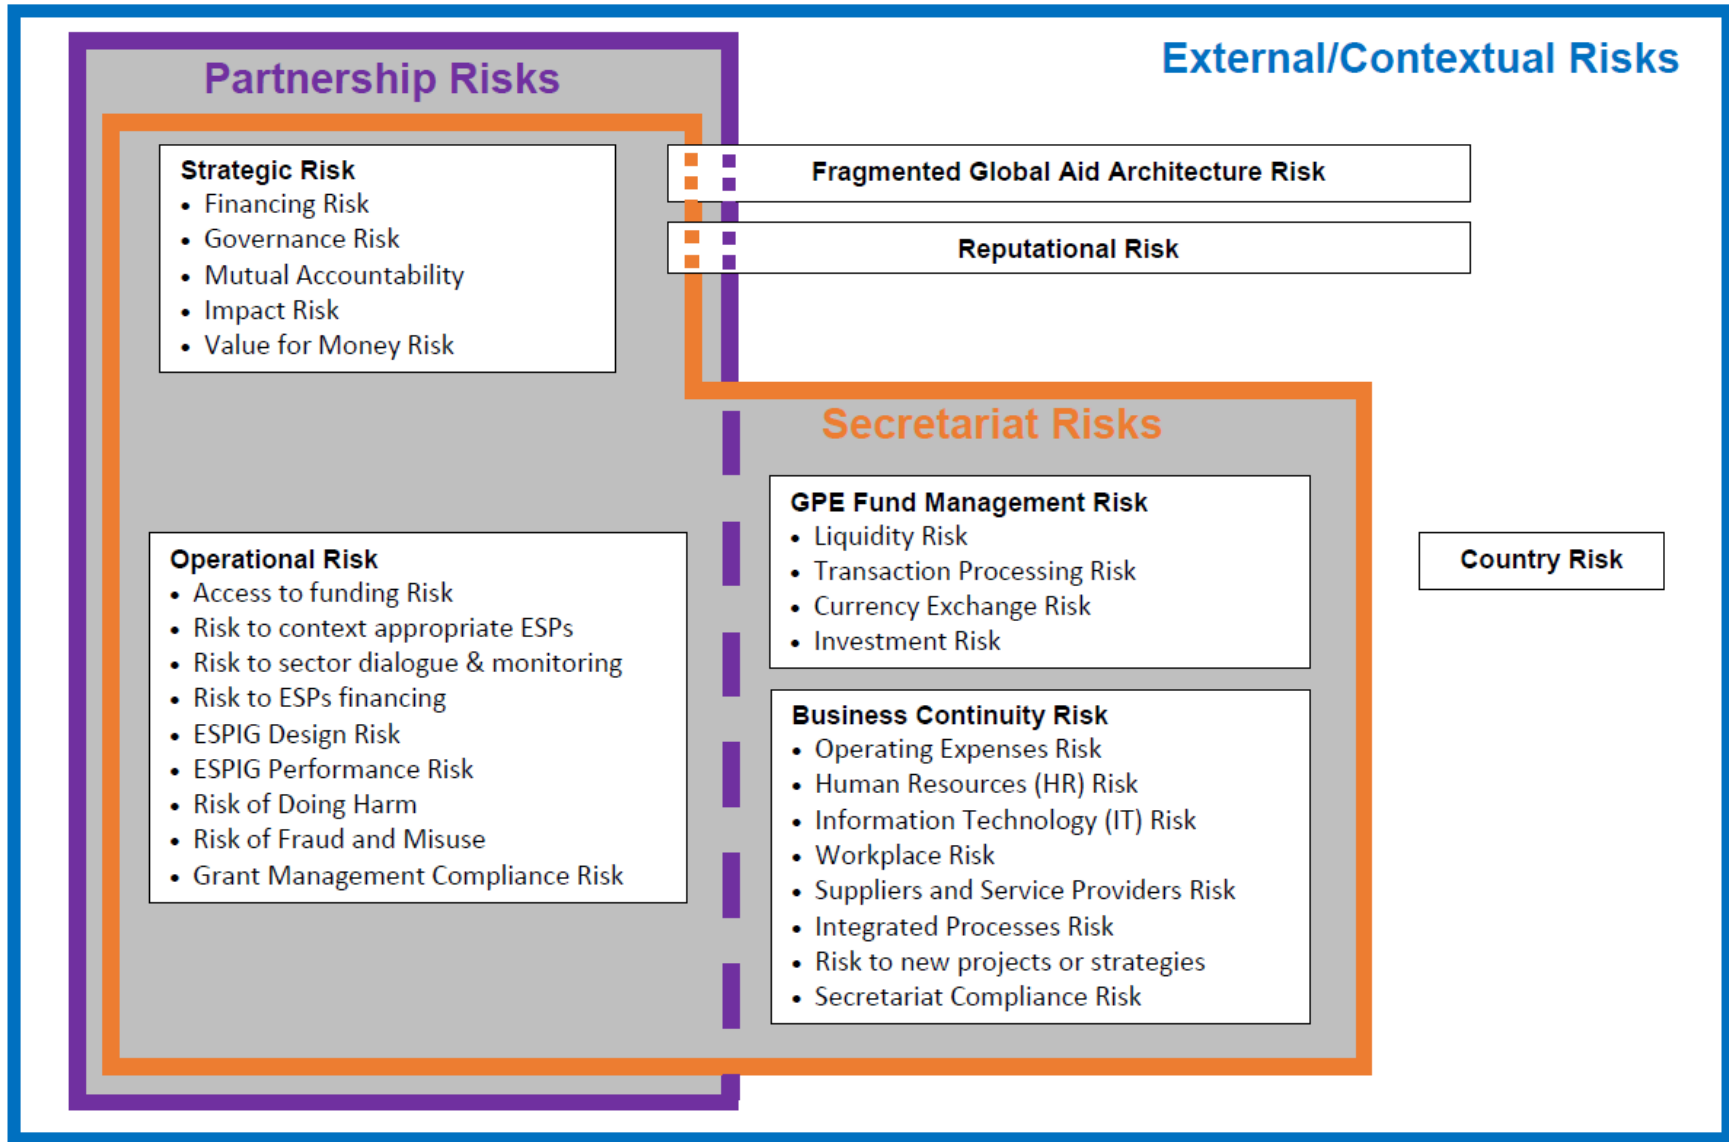 Partnership Risks
External/Contextual Risks
Strategic Risk
• Financing Risk
• Governance Risk
• Mutual Accountability
• Impact Risk
• Value for Money Risk
Fragmented Global Aid Architecture Risk
Reputational Risk
Secretariat Risks
Operational Risk
• Access to funding Risk
• Risk to context appropriate ESPs
• Risk to sector dialogue & monitoring
• Risk to ESPs financing
• ESPIG Design Risk
• ESPIG Performance Risk
• Risk of Doing Harm
• Risk of Fraud and Misuse
• Grant Management Compliance Risk
GPE Fund Management Risk
• Liquidity Risk
• Transaction Processing Risk
• Currency Exchange Risk
• Investment Risk
Business Continuity Risk
• Operating Expenses Risk
• Human Resources (HR) Risk
• Information Technology (IT) Risk
• Workplace Risk
• Suppliers and Service Providers Risk
• Integrated Processes Risk
• Risk to new projects or strategies
• Secretariat Compliance Risk
Country Risk